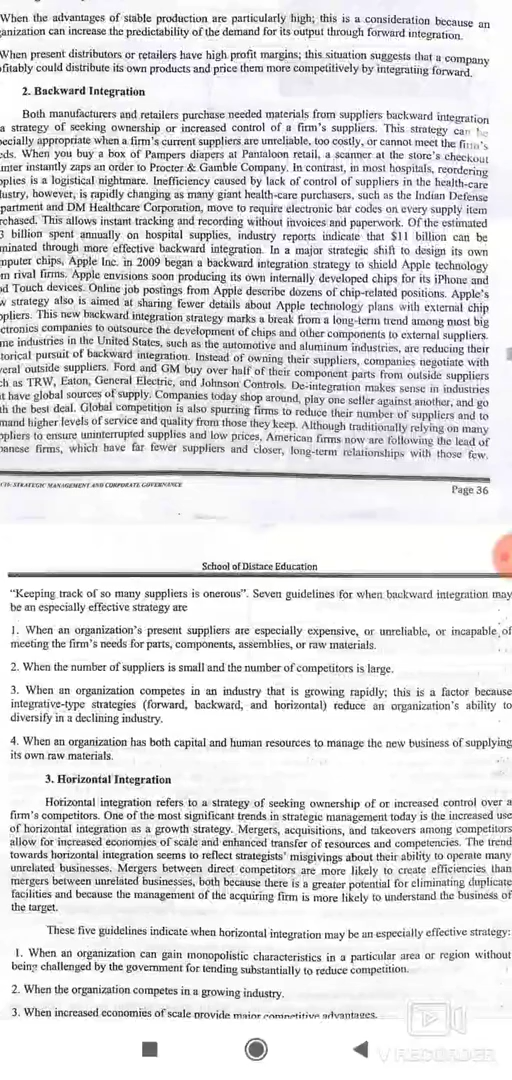 When the advantages of stable production are particularly high; this is a consideration because an
anization can increase the predictability of the demand for its output through forward integration.
When present distributors or retailers have high profit margins; this situation suggests that a company
ofitably could distribute its own products and price them more competitively by integrating forward.
2. Backward Integration
Both manufacturers and retailers purchase needed materials from suppliers backward integration
a strategy of seeking ownership or increased control of a firm's suppliers. This strategy can be
pecially appropriate when a firm's current suppliers are unreliable, too costly, or cannot meet the firm's
eds. When you buy a box of Pampers diapers at Pantaloon retail, a scanner at the store's checkout
unter instantly zaps an order to Procter & Gamble Company. In contrast, in most hospitals, reordering
pplies is a logistical nightmare. Inefficiency caused by lack of control of suppliers in the health-care
lustry, however, is rapidly changing as many giant health-care purchasers, such as the Indian Defense
partment and DM Healthcare Corporation, move to require electronic bar codes on every supply item
rchased. This allows instant tracking and recording without invoices and paperwork. Of the estimated
3 billion spent annually on hospital supplies, industry reports indicate that $11 billion can be
minated through more effective backward integration. In a major strategic shift to design its own
mputer chips, Apple Inc. in 2009 began a backward integration strategy to shield Apple technology
m rival firms. Apple envisions soon producing its own internally developed chips for its iPhone and
d Touch devices. Online job postings from Apple describe dozens of chip-related positions. Apple's
w strategy also is aimed at sharing fewer details about Apple technology plans with external chip
ppliers. This new backward integration strategy marks a break from a long-term trend among most big
ctronics companies to outsource the development of chips and other components to external suppliers.
me industries in the United States, such as the automotive and aluminum industries, are reducing their
torical pursuit of backward integration. Instead of owning their suppliers, companies negotiate with
eral outside suppliers. Ford and GM buy over half of their component parts from outside suppliers
ch as TRW, Eaton, General Electric, and Johnson Controls. De-integration makes sense in industries
t have global sources of supply. Companies today shop around, play one seller against another, and go
th the best deal. Global competition is also spurring firms to reduce their number of suppliers and to
mand higher levels of service and quality from those they keep. Although traditionally relying on many
ppliers to ensure uninterrupted supplies and low prices, American firms now are following the lead of
panese firms, which have far fewer suppliers and closer, long-term relationships with those few.
STRATEGIC MANAGEMENT AND CORPORATE GOVERNANCE
Page 36
School of Distace Education
"Keeping track of so many suppliers is onerous". Seven guidelines for when backward integration may
be an especially effective strategy are
1. When an organization's present suppliers are especially expensive, or unreliable, or incapable of
meeting the firm's needs for parts, components, assemblies, or raw materials.
2. When the number of suppliers is small and the number of competitors is large.
3. When an organization competes in an industry that is growing rapidly; this is a factor because
integrative-type strategies (forward, backward, and horizontal) reduce an organization's ability to
diversify in a declining industry.
4. When an organization has both capital and human resources to manage the new business of supplying
its own raw materials.
3. Horizontal Integration
Horizontal integration refers to a strategy of seeking ownership of or increased control over a
firm's competitors. One of the most significant trends in strategic management today is the increased use
of horizontal integration as a growth strategy. Mergers, acquisitions, and takeovers among competitors
allow for increased economies of scale and enhanced transfer of resources and competencies. The trend
towards horizontal integration seems to reflect strategists' misgivings about their ability to operate many
unrelated businesses. Mergers between direct competitors are more likely to create efficiencies than
mergers between unrelated businesses, both because there is a greater potential for eliminating duplicate
facilities and because the management of the acquiring firm is more likely to understand the business of
the target.
These five guidelines indicate when horizontal integration may be an especially effective strategy:
1. When an organization can gain monopolistic characteristics in a particular area or region without
being challenged by the government for tending substantially to reduce competition.
2. When the organization competes in a growing industry.
3. When increased economies of scale provide major competitive advantages.
V RECORDER